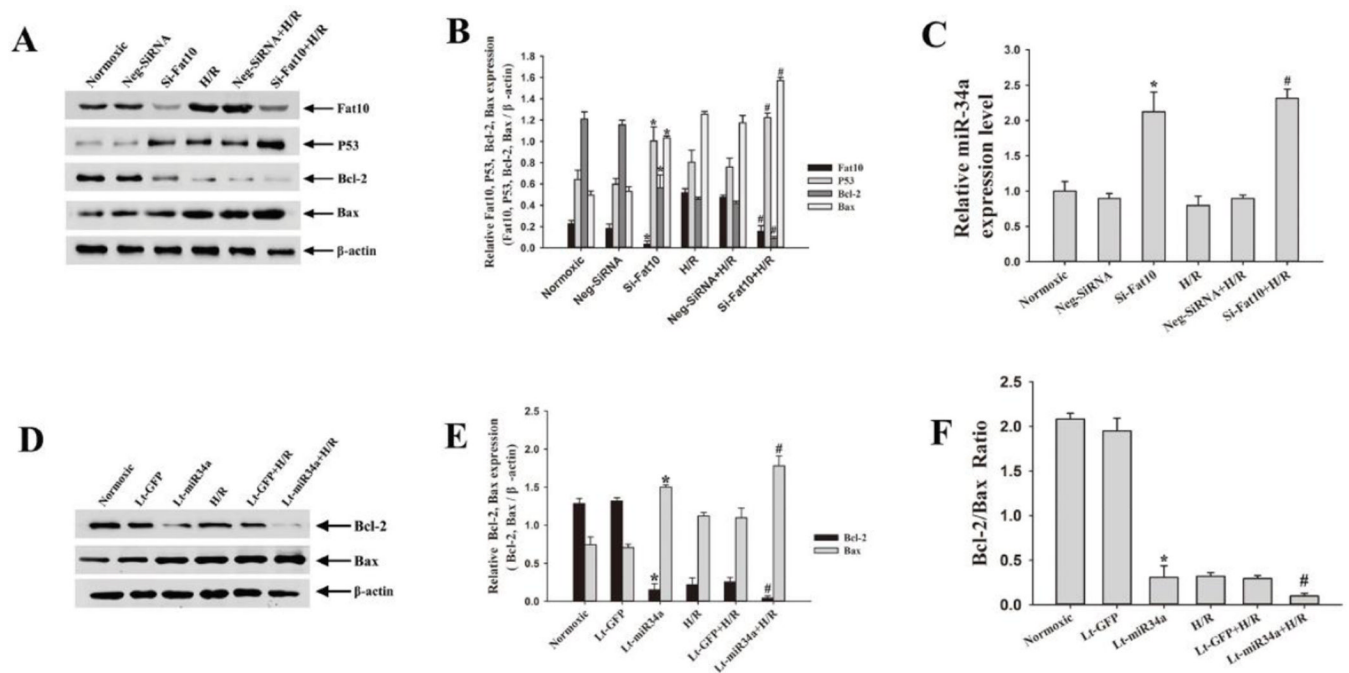 A
Normoxic
Neg-SiRNA
Si-Fat10
H/R
Neg-SiRNA+H/R
Si-Fat10+H/R
Fat10
P53
Bcl-2
Bax
β-actin
B
Relative Fat10, P53, Bcl-2, Bax expression
(Fat10, P53, Bcl-2, Bax / β -actin)
1.8
1.6
1.4
1.2
1.0
0.8
0.6
0.4
0.2
0.0
*
*
*
*
#
#
#
#
Fat10
P53
Bcl-2
Bax
Normoxic
Neg-SiRNA
Si-Fat10
H/R
Neg-SiRNA+H/R
Si-Fat10+H/R
C
Relative miR-34a
expression level
3.0
2.5
2.0
1.5
1.0
0.5
0.0
*
#
Normoxic
Neg-SiRNA
Si-Fat10
H/R
Neg-SiRNA+H/R
Si-Fat10+H/R
D
Normoxic
Lt-GFP
Lt-miR34a
H/R
Lt-GFP+H/R
Lt-miR34a+H/R
Bcl-2
Bax
β-actin
E
Relative Bcl-2, Bax expression
( Bcl-2, Bax / β -actin)
2.5
2.0
1.5
1.0
0.5
0.0
*
*
#
#
Bcl-2
Bax
Normoxic
Lt-GFP
Lt-miR34a
H/R
Lt-GFP+H/R
Lt-miR34a+H/R
F
Bcl-2/Bax Ratio
2.5
2.0
1.5
1.0
0.5
0.0
*
#
Normoxic
Lt-GFP
Lt-miR34a
H/R
Lt-GFP+H/R
Lt-miR34a+H/R